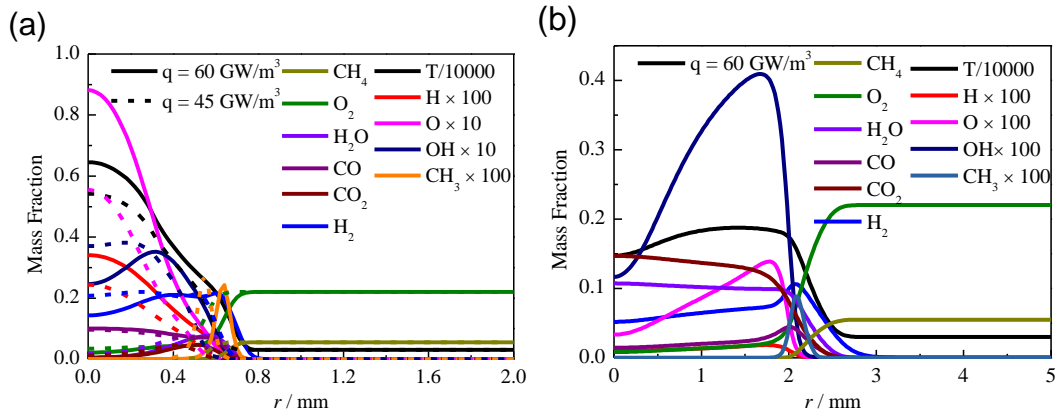 (a)
Mass Fraction
1.0
0.8
0.6
0.4
0.2
0.0
q = 60 GW/m3
q = 45 GW/m3
CH4
O2
H2O
CO
CO2
H2
T/10000
H × 100
O × 10
OH × 10
CH3 × 100
0.0 0.4 0.8 1.2 1.6 2.0
r / mm
(b)
Mass Fraction
0.4
0.3
0.2
0.1
0.0
q = 60 GW/m3
CH4
O2
H2O
CO
CO2
H2
T/10000
H × 100
O × 100
OH× 100
CH3 × 100
0 1 2 3 4 5
r / mm